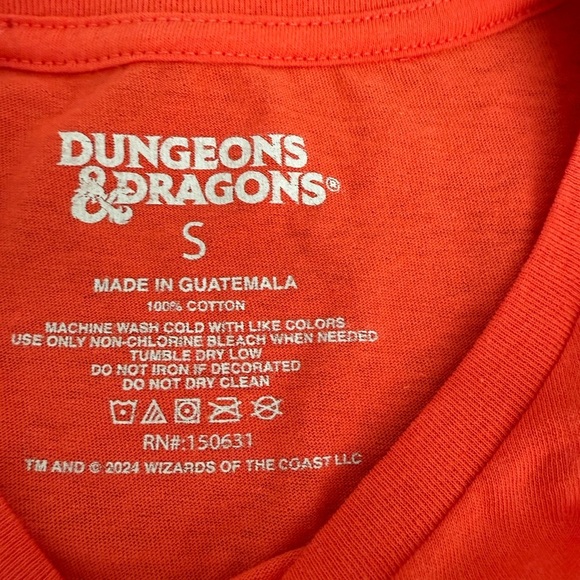 DUNGEONS
& DRAGONS®
S
MADE IN GUATEMALA
100% COTTON
MACHINE WASH COLD WITH LIKE COLORS
USE ONLY NON-CHLORINE BLEACH WHEN NEEDED
TUMBLE DRY LOW
DO NOT IRON IF DECORATED
DO NOT DRY CLEAN
RN#:150631
TM AND © 2024 WIZARDS OF THE COAST LLC